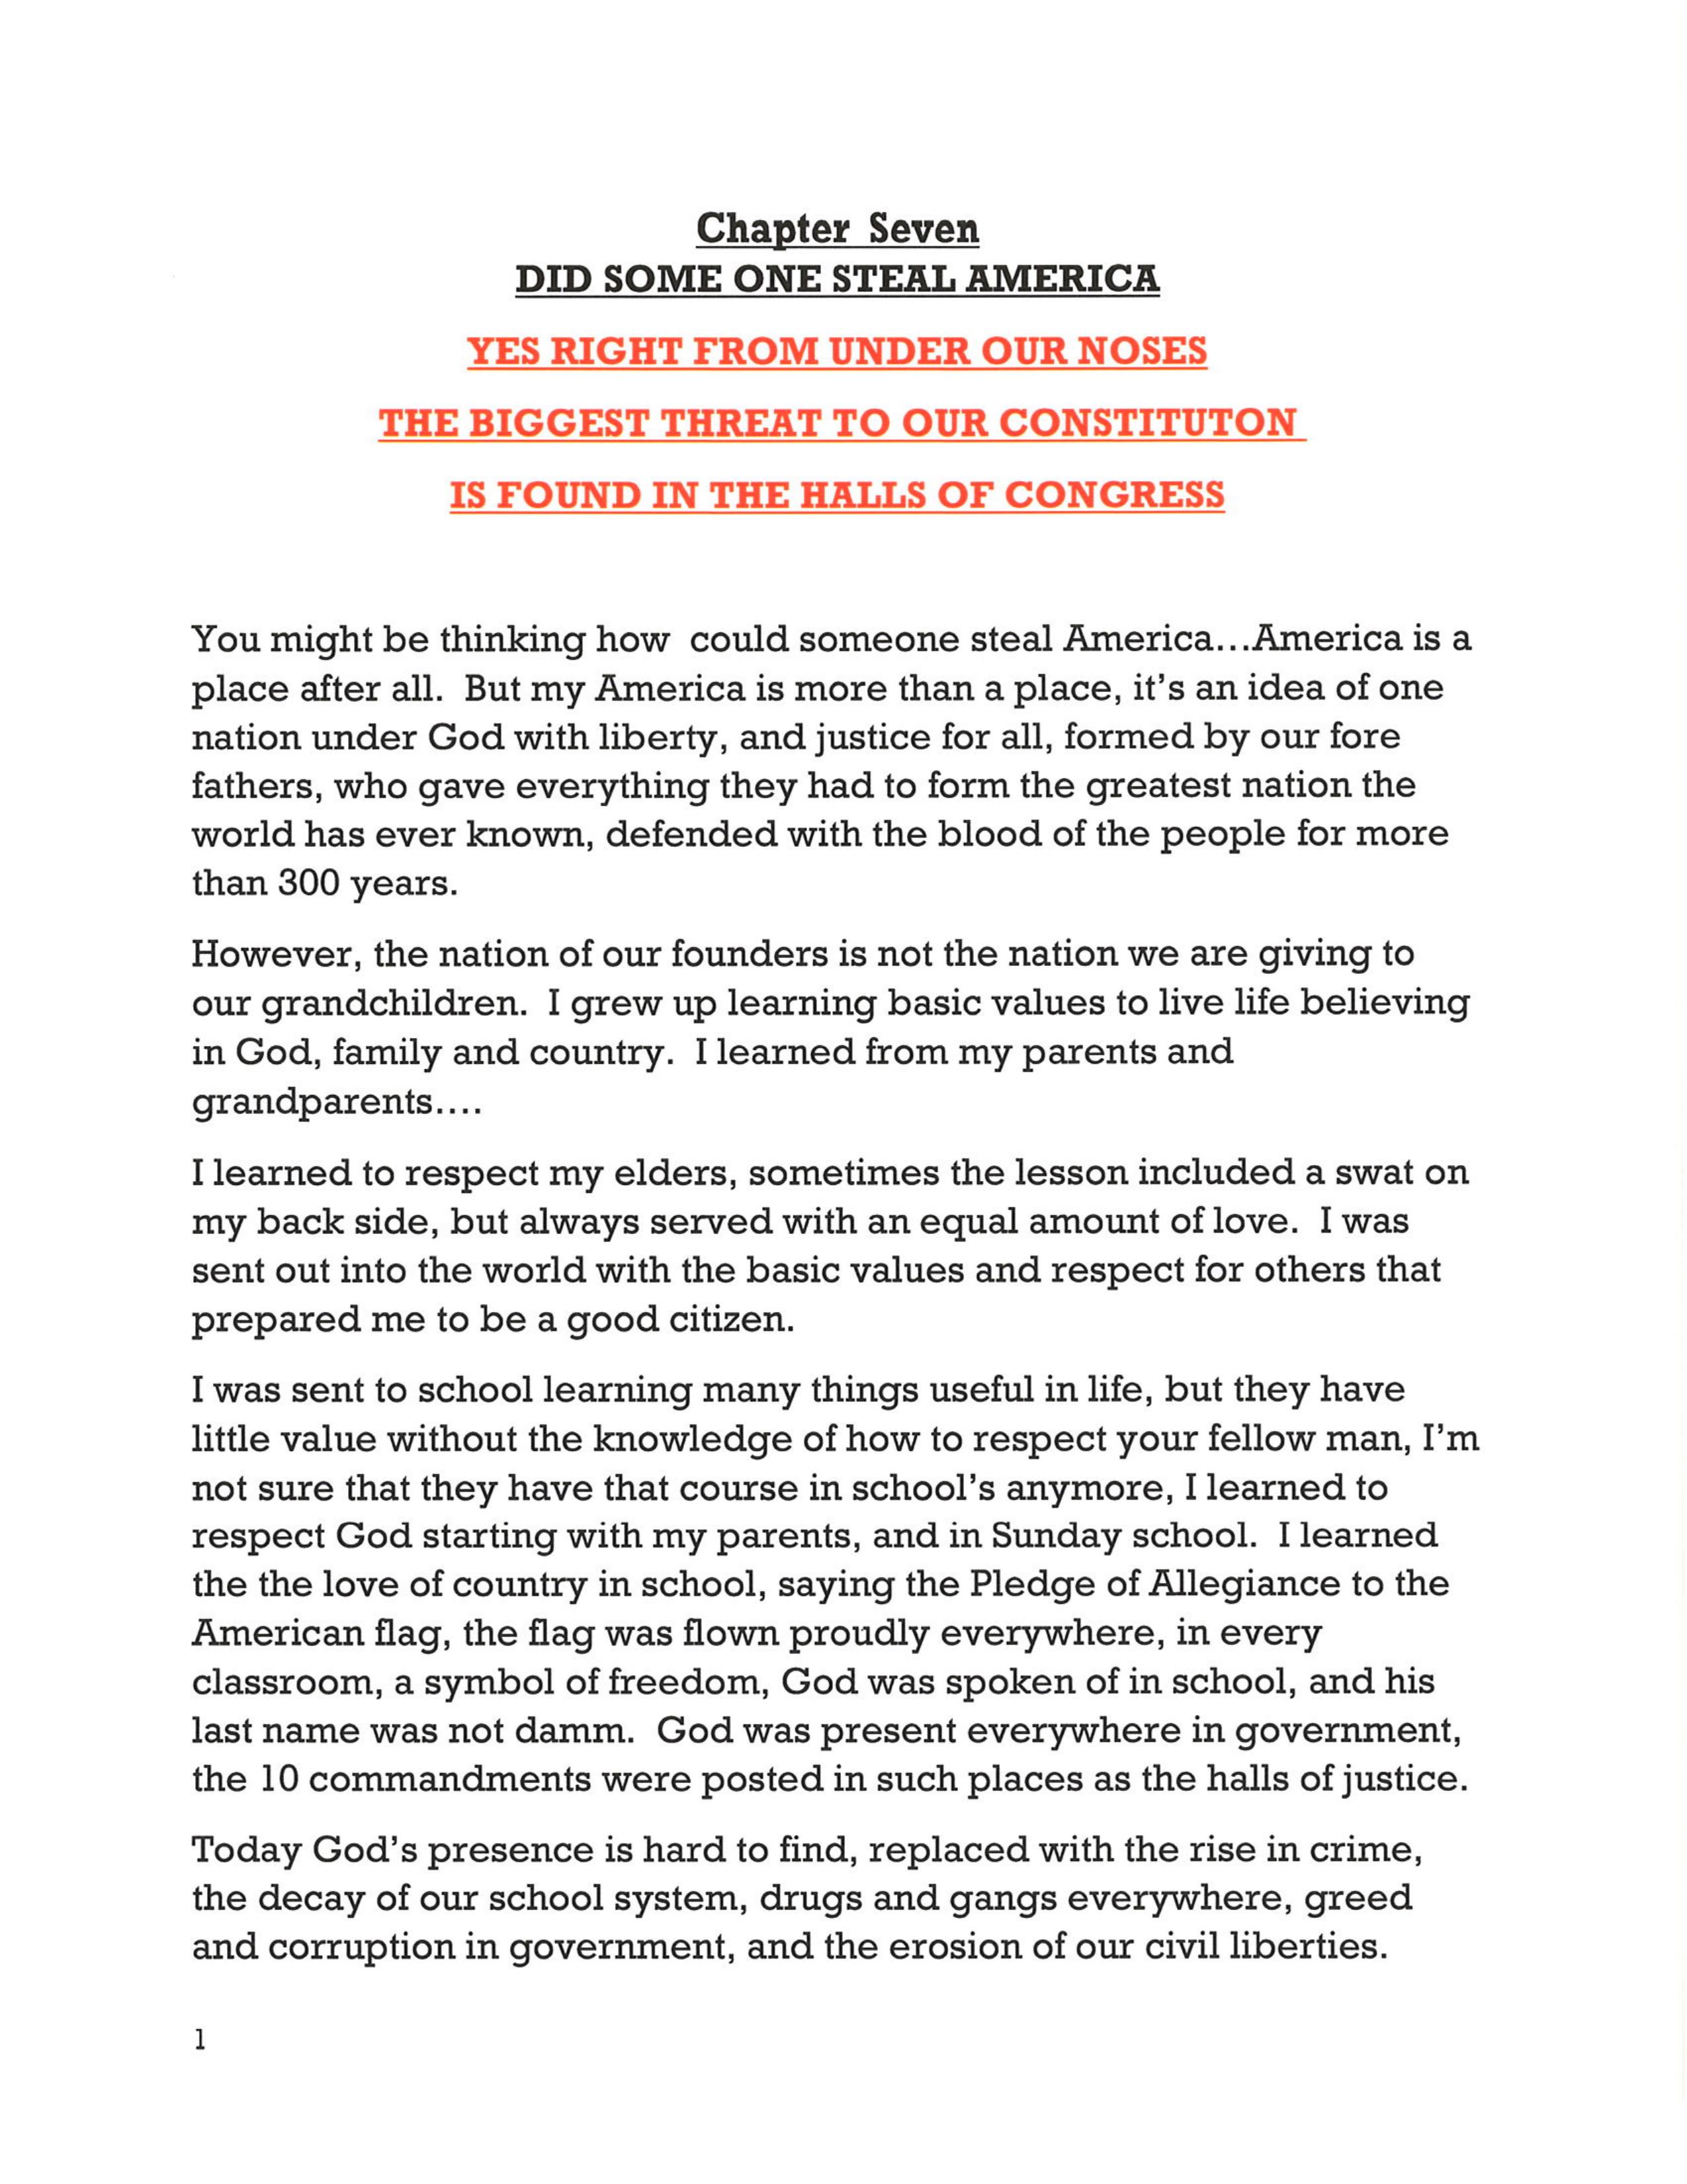 Chapter Seven
DID SOME ONE STEAL AMERICA
YES RIGHT FROM UNDER OUR NOSES
THE BIGGEST THREAT TO OUR CONSTITUTON
IS FOUND IN THE HALLS OF CONGRESS
You might be thinking how could someone steal America...America is a
place after all. But my America is more than a place, it's an idea of one
nation under God with liberty, and justice for all, formed by our fore
fathers, who gave everything they had to form the greatest nation the
world has ever known, defended with the blood of the people for more
than 300 years.
However, the nation of our founders is not the nation we are giving to
our grandchildren. I grew up learning basic values to live life believing
in God, family and country. I learned from my parents and
grandparents....
I learned to respect my elders, sometimes the lesson included a swat on
my back side, but always served with an equal amount of love. I was
sent out into the world with the basic values and respect for others that
prepared me to be a good citizen.
I was sent to school learning many things useful in life, but they have
little value without the knowledge of how to respect your fellow man, I'm
not sure that they have that course in school's anymore, I learned to
respect God starting with my parents, and in Sunday school. I learned
the the love of country in school, saying the Pledge of Allegiance to the
American flag, the flag was flown proudly everywhere, in every
classroom, a symbol of freedom, God was spoken of in school, and his
last name was not damm. God was present everywhere in government,
the 10 commandments were posted in such places as the halls of justice.
Today God's presence is hard to find, replaced with the rise in crime,
the decay of our school system, drugs and gangs everywhere, greed
and corruption in government, and the erosion of our civil liberties.
1